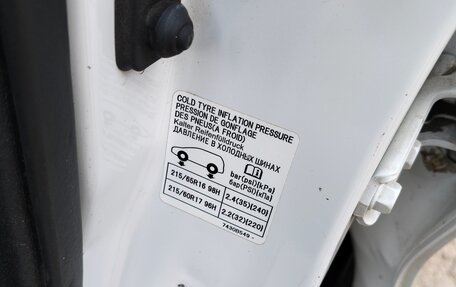 COLD TYRE INFLATION PRESSURE
PRESSION DE GONFLAGE
DES PNEUS(A FROID)
Kalter Reifenfülldruck
ДАВЛЕНИЕ В ХОЛОДНЫХ ШИНАХ
bar(psi)(kPa)
бар(PSI)(кПа)
215/65R16 98H 2.4(35)(240)
215/60R17 96H 2.2(32)(220)
7430B549